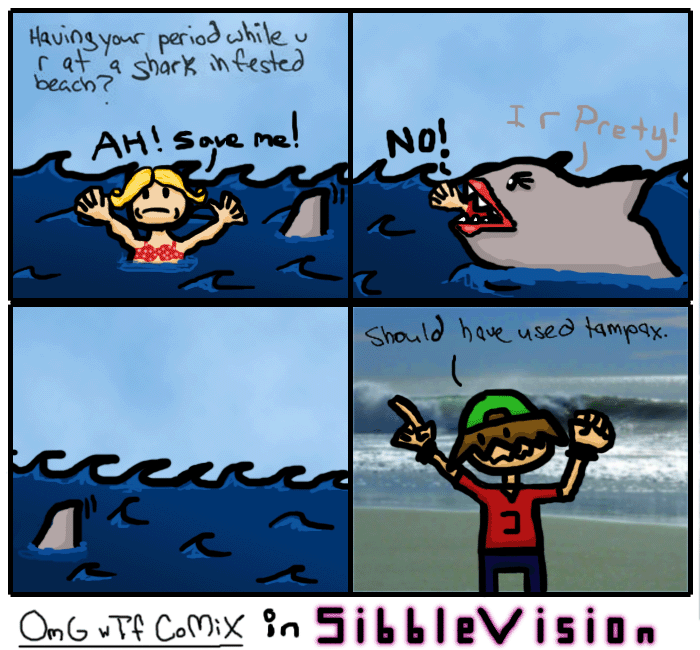 Having your period while u
r at a shark infested
beach?
AH! Save me!
NO!
I r Prety!
Should have used tampax.
OmG wTf CoMiX in SibbleVision